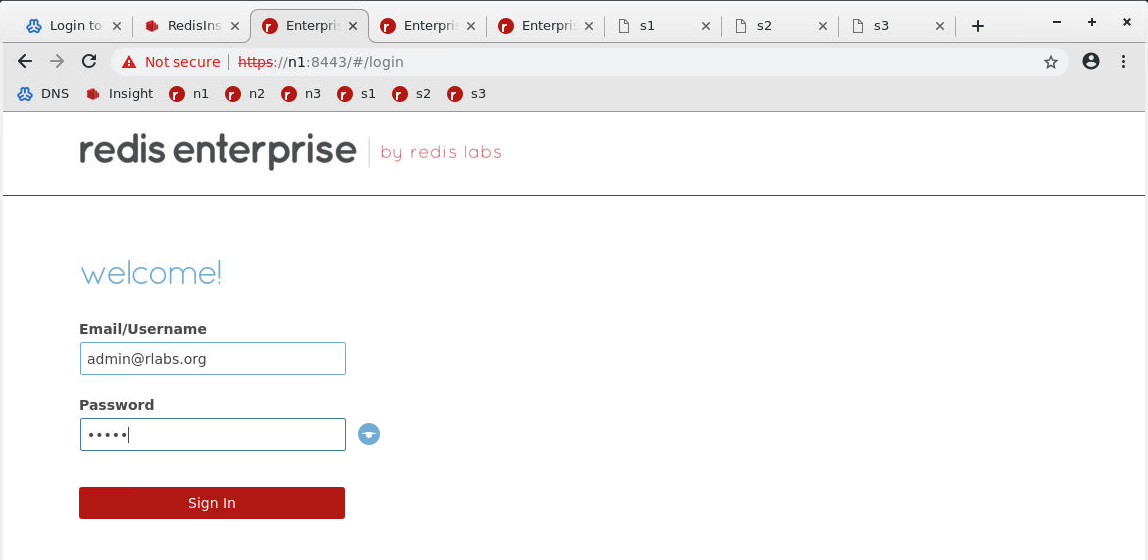 Login to RedisIns Enterpris Enterpris Enterpris s1 s2 s3
Not secure https://n1:8443/#/login
DNS Insight n1 n2 n3 s1 s2 s3
redis enterprise by redis labs
welcome!
Email/Username
admin@rlabs.org
Password
•••••
Sign In